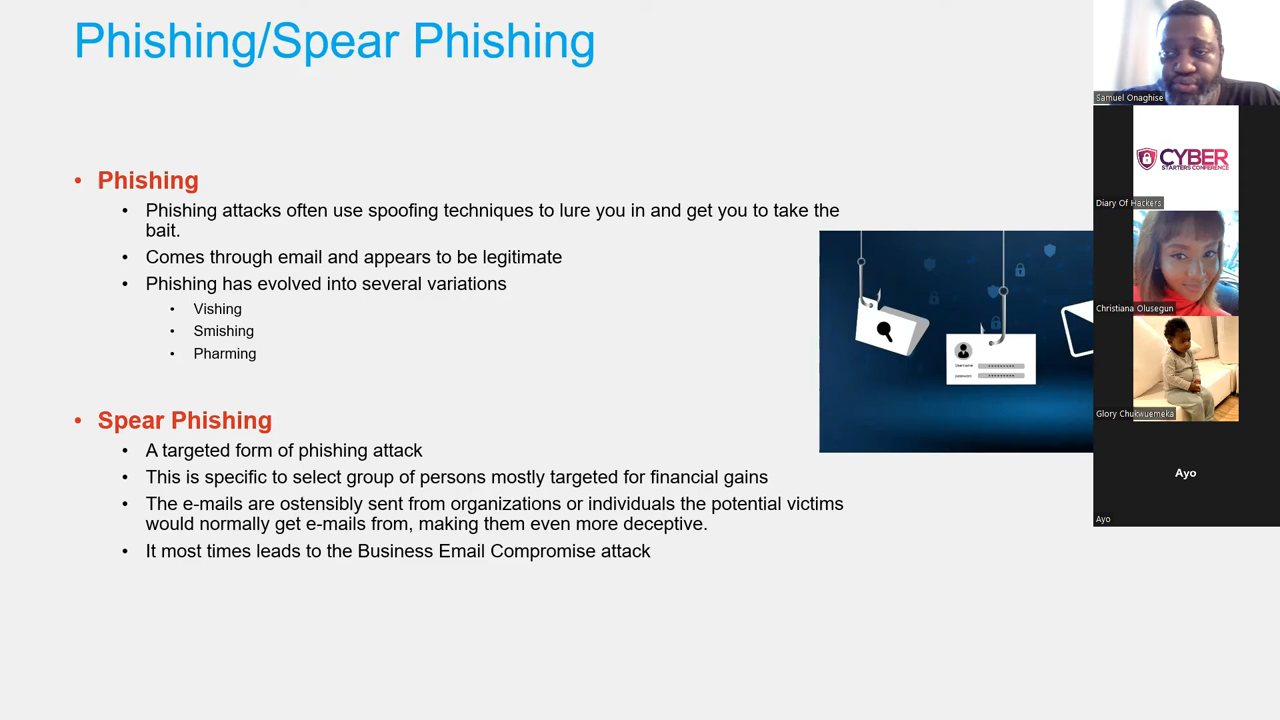 Phishing/Spear Phishing
• Phishing
• Phishing attacks often use spoofing techniques to lure you in and get you to take the
bait.
• Comes through email and appears to be legitimate
• Phishing has evolved into several variations
• Vishing
• Smishing
• Pharming
• Spear Phishing
• A targeted form of phishing attack
• This is specific to select group of persons mostly targeted for financial gains
• The e-mails are ostensibly sent from organizations or individuals the potential victims
would normally get e-mails from, making them even more deceptive.
• It most times leads to the Business Email Compromise attack
Username
password
Samuel Onaghise
CYBER
STARTERS CONFERENCE
Diary Of Hackers
Christiana Olusegun
Glory Chukwuemeka
Ayo
Ayo